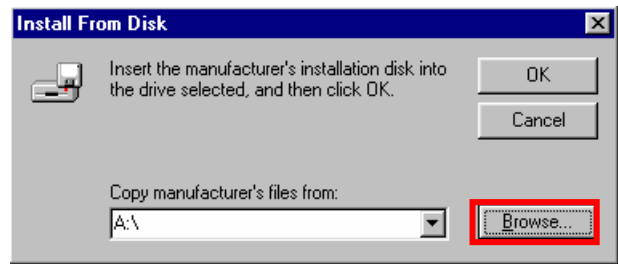 Install From Disk
Insert the manufacturer's installation disk into
the drive selected, and then click OK.
OK
Cancel
Copy manufacturer's files from:
A:\
Browse...